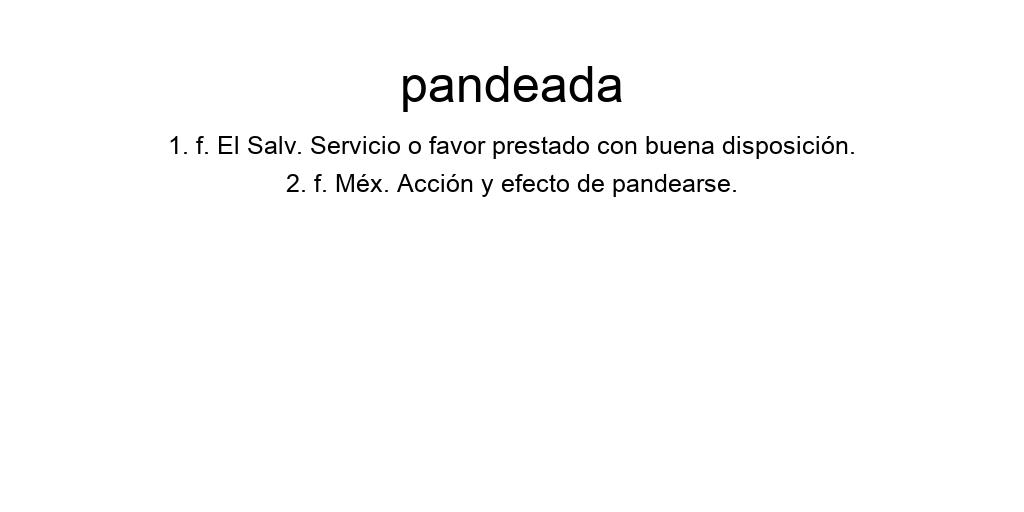 pandeada
1. f. El Salv. Servicio o favor prestado con buena disposición.
2. f. Méx. Acción y efecto de pandearse.